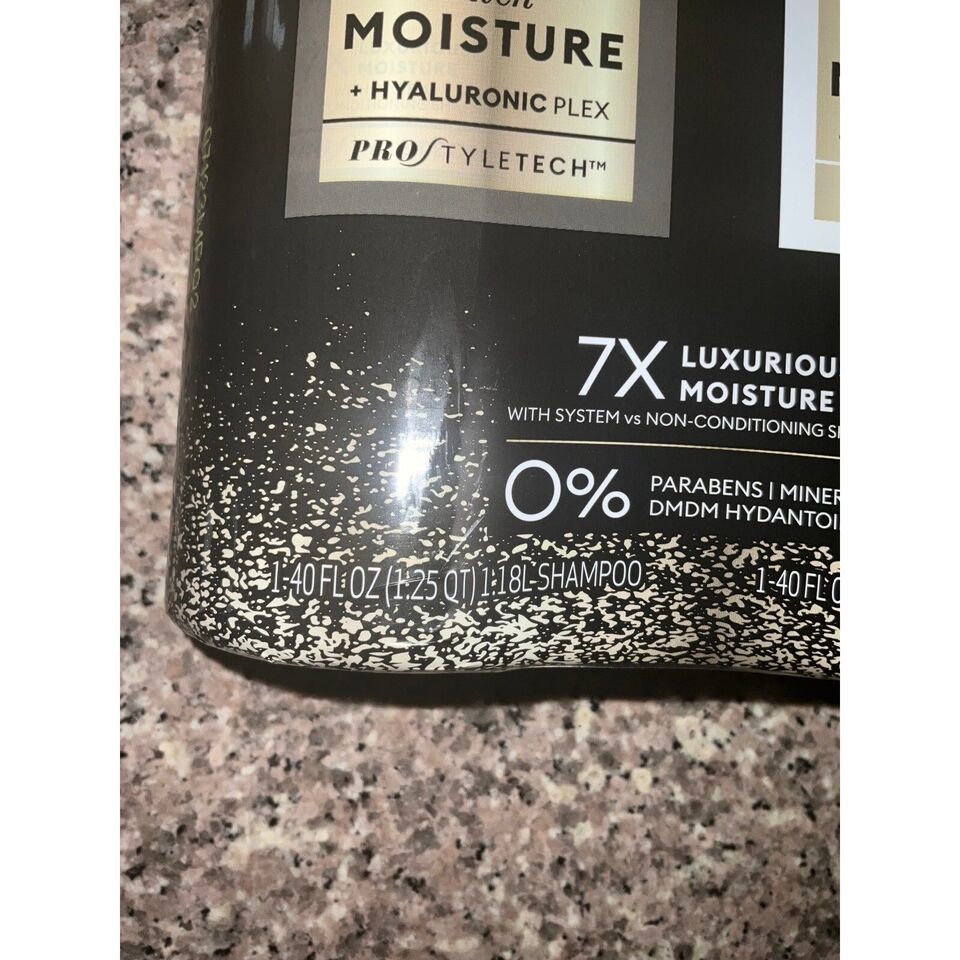 MOISTURE
+ HYALURONIC PLEX
PROSTYLETECH™
7X LUXURIOU
MOISTURE
WITH SYSTEM vs NON-CONDITIONING
0% PARABENS | MINER
DMDM HYDANTOI
1-40 FL OZ (1.25 QT) 1.18L-SHAMPOO
1-40 FL O